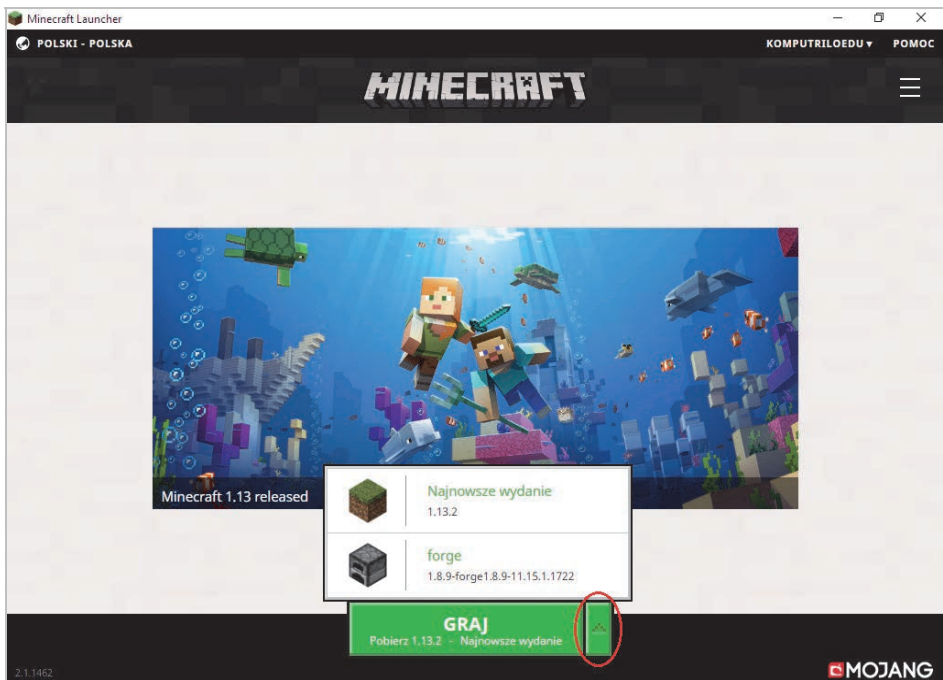 Minecraft Launcher
POLSKI - POLSKA
KOMPUTRILOEDU ▾ POMOC
MINECRAFT
Minecraft 1.13 released
Najnowsze wydanie
1.13.2
forge
1.8.9-forge1.8.9-11.15.1.1722
GRAJ
Pobierz 1.13.2 - Najnowsze wydanie
2.1.1462
MOJANG